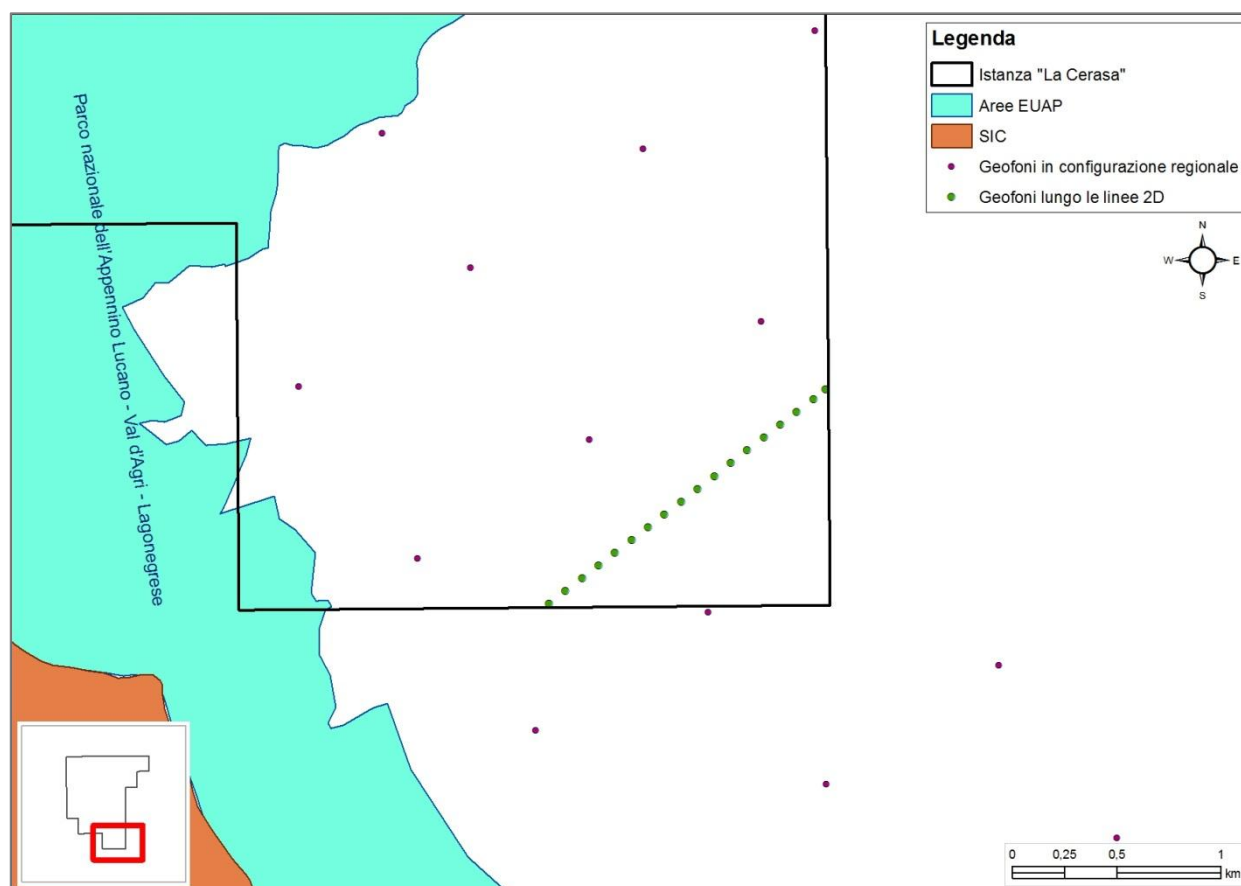 Legenda
Istanza "La Cerasa"
Aree EUAP
SIC
Geofoni in configurazione regionale
Geofoni lungo le linee 2D
N
W
E
S
Parco nazionale dell'Appennino Lucano - Val d'Agri - Lagonegrese
0 0,25 0,5 1
km